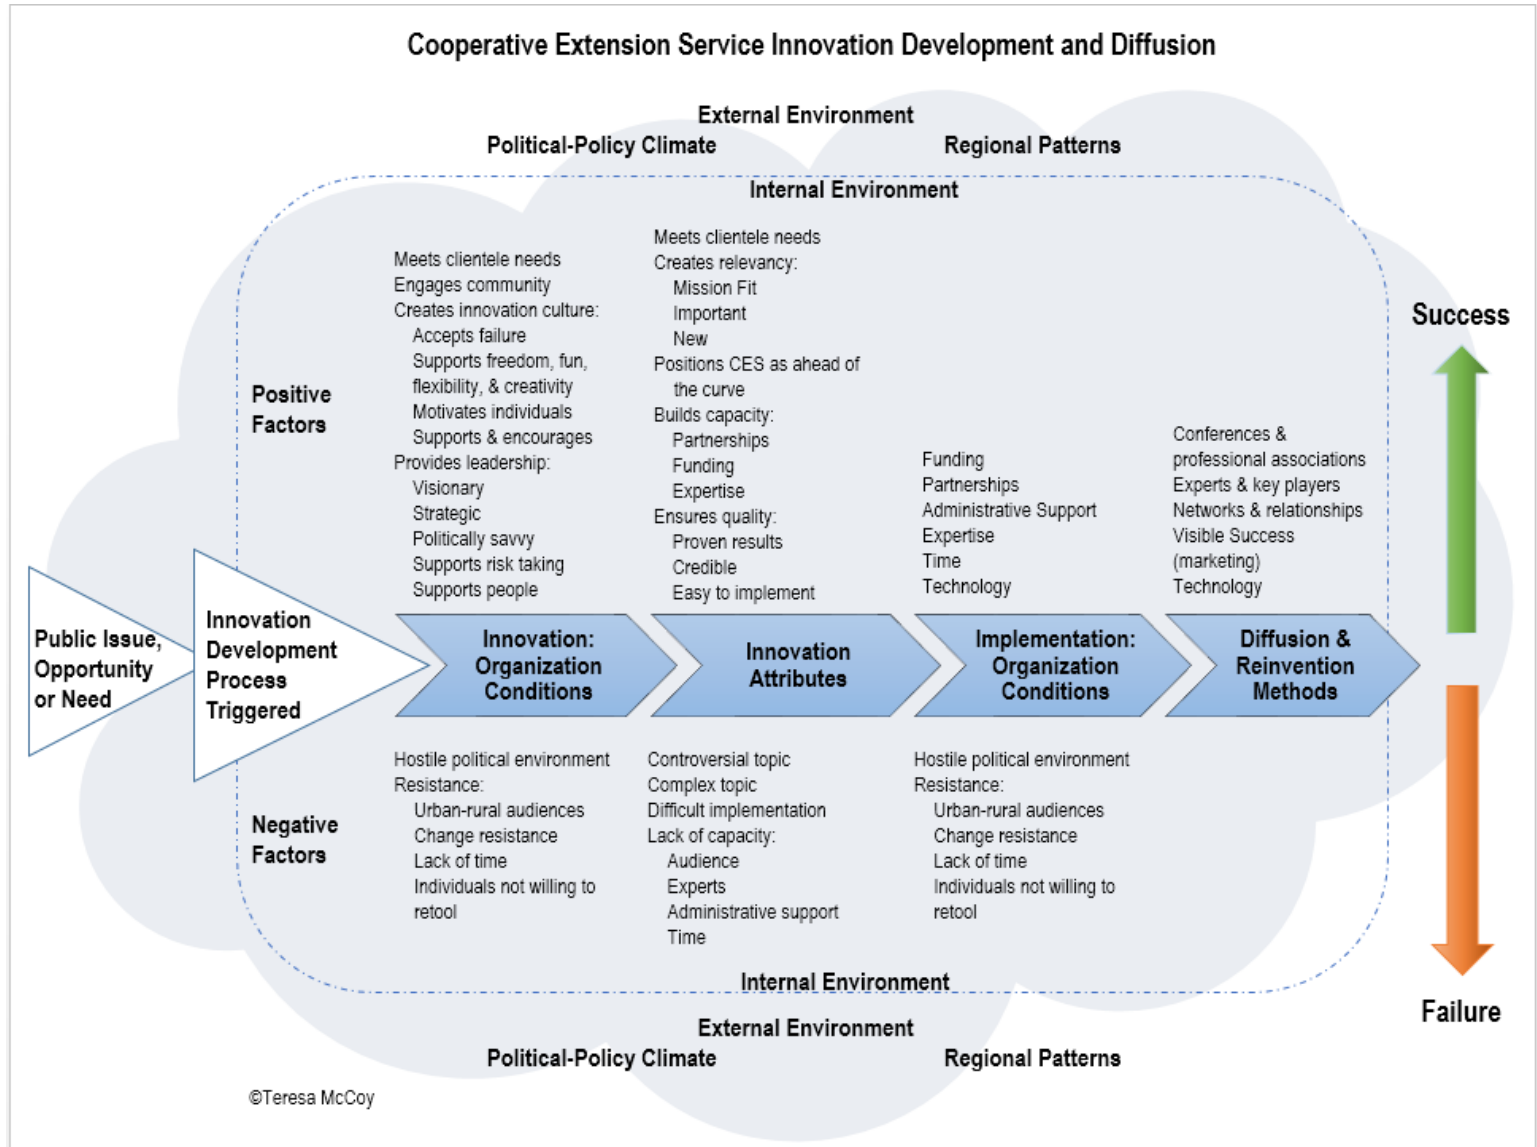 Cooperative Extension Service Innovation Development and Diffusion
External Environment
Political-Policy Climate
Regional Patterns
Internal Environment
Positive
Factors
Meets clientele needs
Engages community
Creates innovation culture:
Accepts failure
Supports freedom, fun,
flexibility, & creativity
Motivates individuals
Supports & encourages
Provides leadership:
Visionary
Strategic
Politically savvy
Supports risk taking
Supports people
Meets clientele needs
Creates relevancy:
Mission Fit
Important
New
Positions CES as ahead of
the curve
Builds capacity:
Partnerships
Funding
Expertise
Ensures quality:
Proven results
Credible
Easy to implement
Funding
Partnerships
Administrative Support
Expertise
Time
Technology
Conferences &
professional associations
Experts & key players
Networks & relationships
Visible Success
(marketing)
Technology
Success
Public Issue,
Opportunity
or Need
Innovation
Development
Process
Triggered
Innovation:
Organization
Conditions
Innovation
Attributes
Implementation:
Organization
Conditions
Diffusion &
Reinvention
Methods
Negative
Factors
Hostile political environment
Resistance:
Urban-rural audiences
Change resistance
Lack of time
Individuals not willing to
retool
Controversial topic
Complex topic
Difficult implementation
Lack of capacity:
Audience
Experts
Administrative support
Time
Hostile political environment
Resistance:
Urban-rural audiences
Change resistance
Lack of time
Individuals not willing to
retool
Failure
Internal Environment
External Environment
Political-Policy Climate
Regional Patterns
©Teresa McCoy